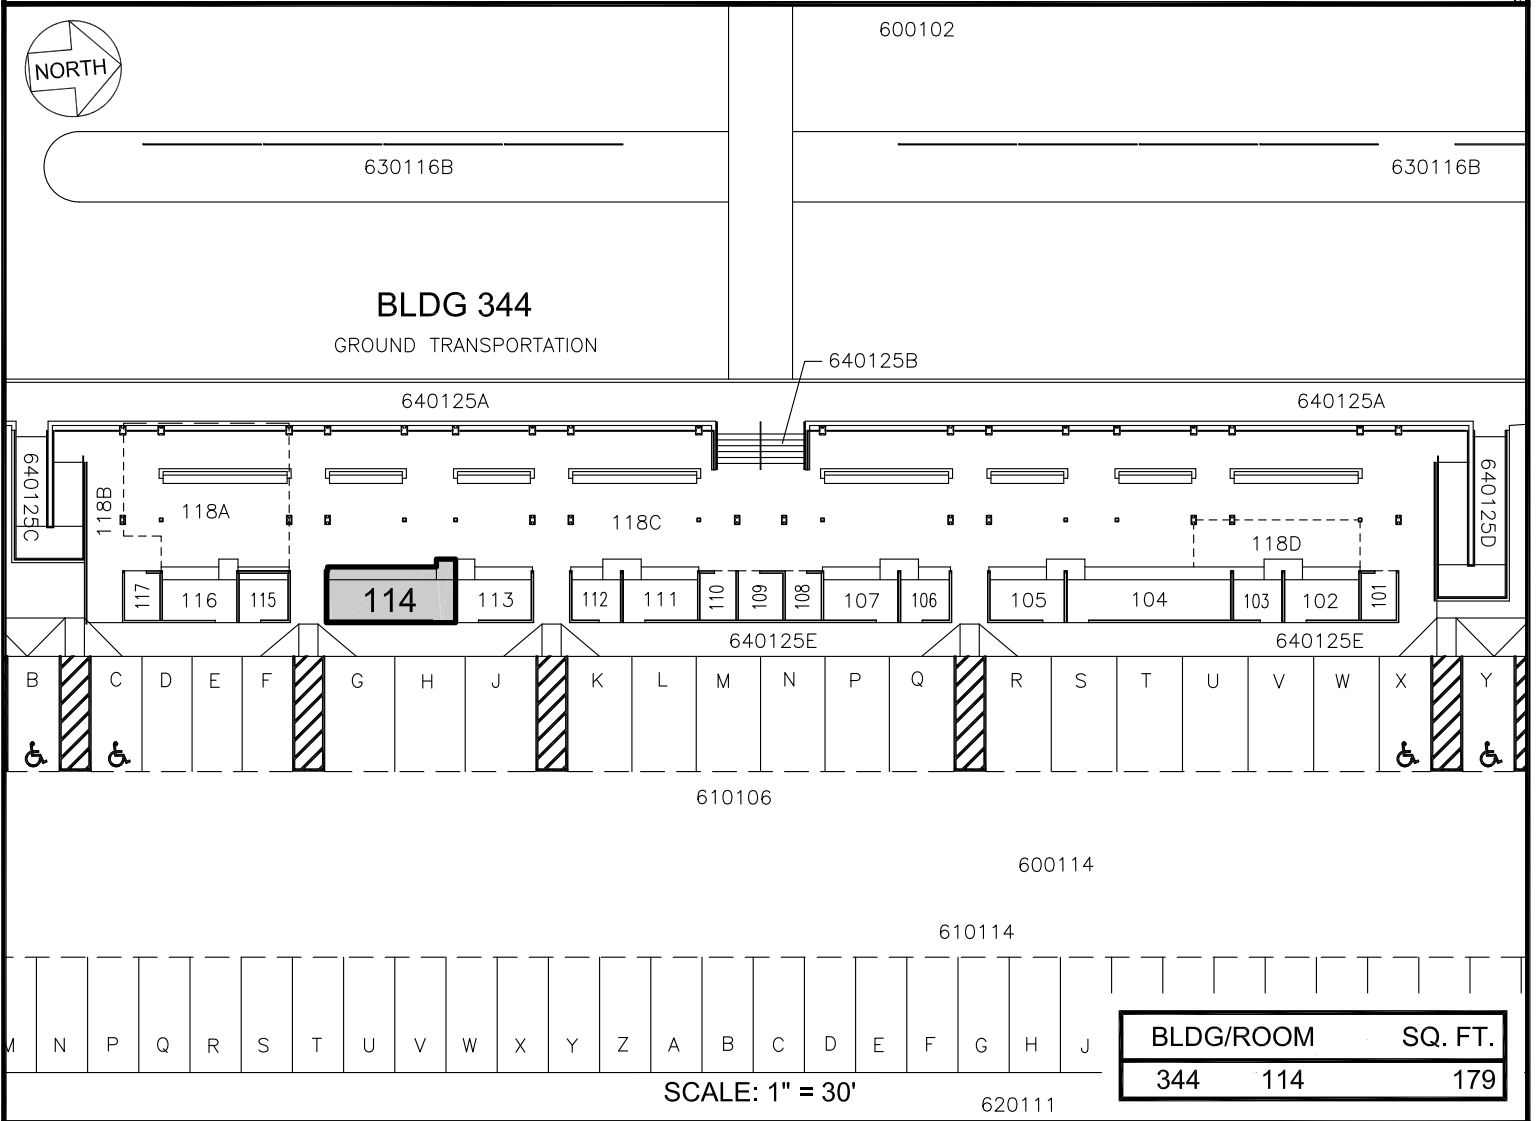 600102
NORTH
630116B 630116B
BLDG 344
GROUND TRANSPORTATION
640125B
640125A 640125A
640125C 118B 118A 118C 118D 640125D
117 116 115 114 113 112 111 110 109 108 107 106 105 104 103 102 101
640125E 640125E
B C D E F G H J K L M N P Q R S T U V W X Y
610106
600114
610114
M N P Q R S T U V W X Y Z A B C D E F G H J
BLDG/ROOM SQ. FT.
344 114 179
SCALE: 1" = 30'
620111